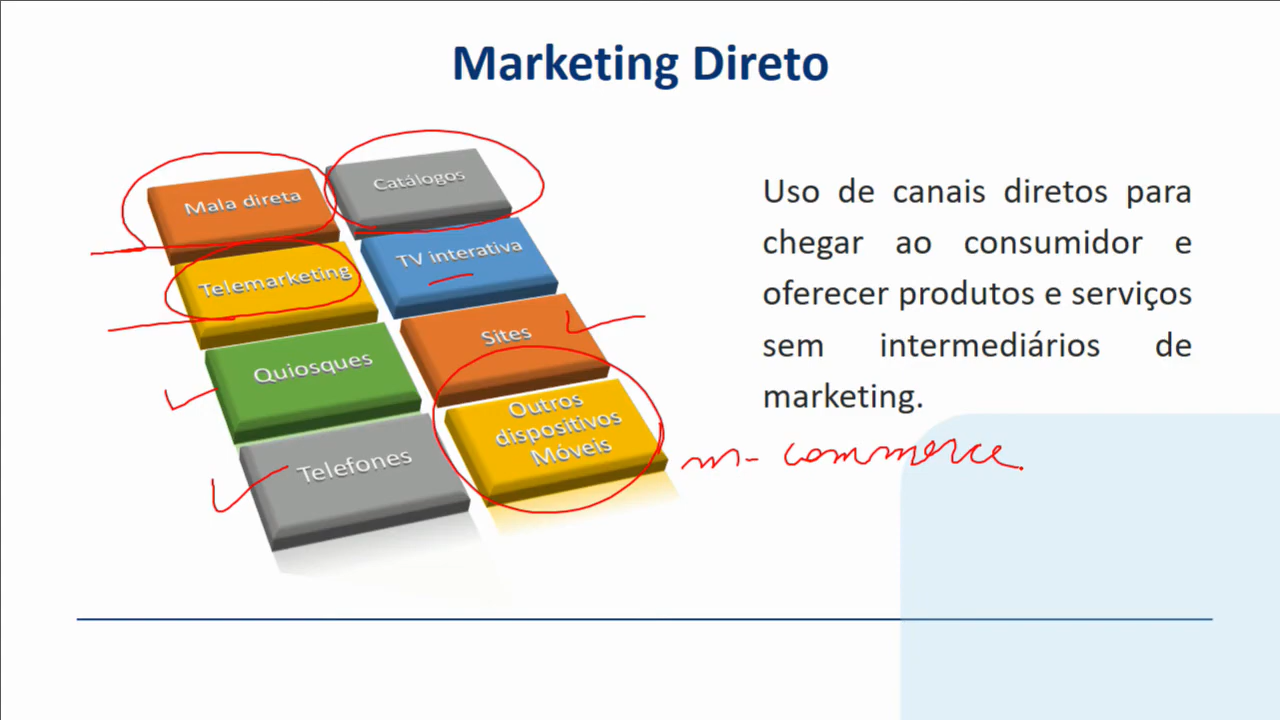 Marketing Direto
Mala direta
Catálogos
Telemarketing
TV interativa
Quiosques
Sites
Telefones
Outros
dispositivos
Móveis
Uso de canais diretos para
chegar ao consumidor e
oferecer produtos e serviços
sem intermediários de
marketing.
m-commerce.